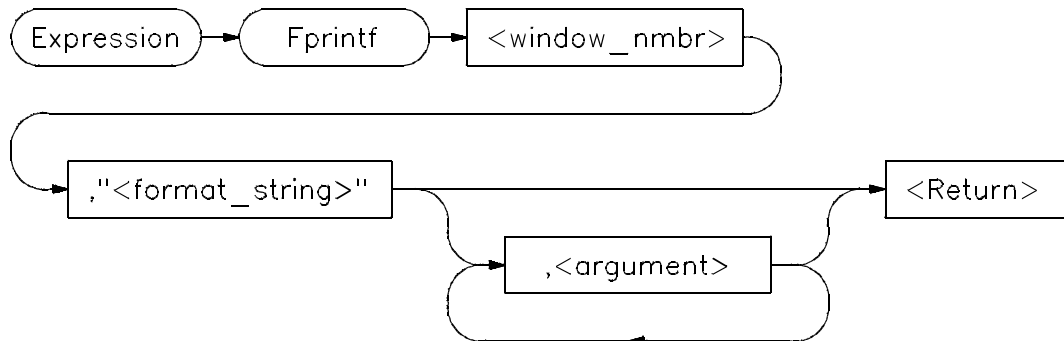 Expression Fprintf <window_nmbr>
,"<format_string>" <Return>
,<argument>